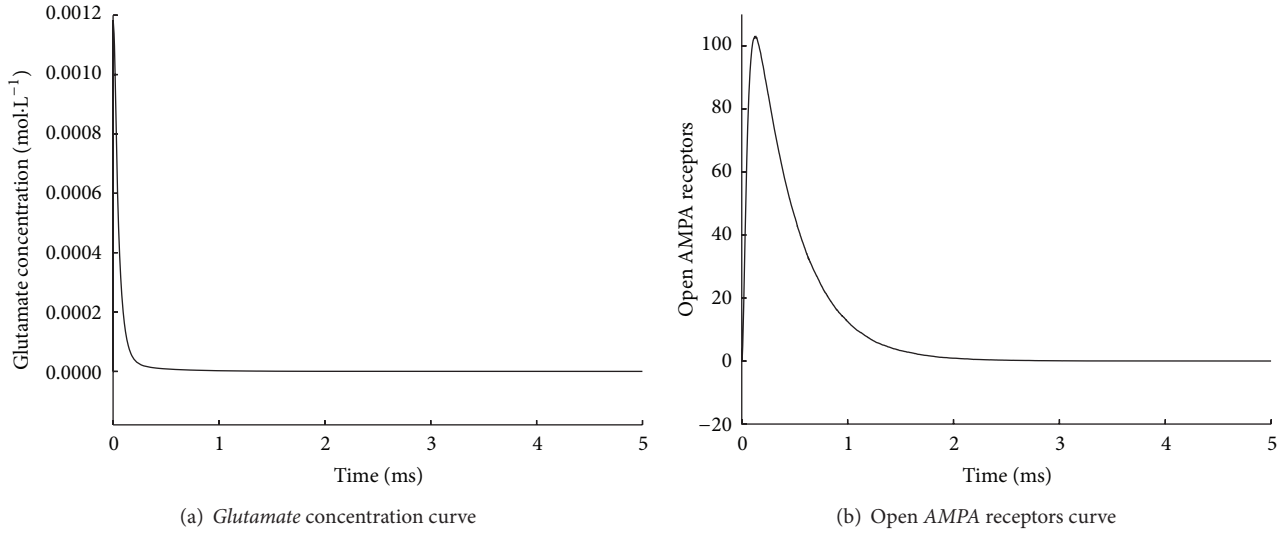 Glutamate concentration (mol·L⁻¹)
0.0012
0.0010
0.0008
0.0006
0.0004
0.0002
0.0000
0 1 2 3 4 5
Time (ms)
(a) Glutamate concentration curve
Open AMPA receptors
100
80
60
40
20
0
−20
0 1 2 3 4 5
Time (ms)
(b) Open AMPA receptors curve